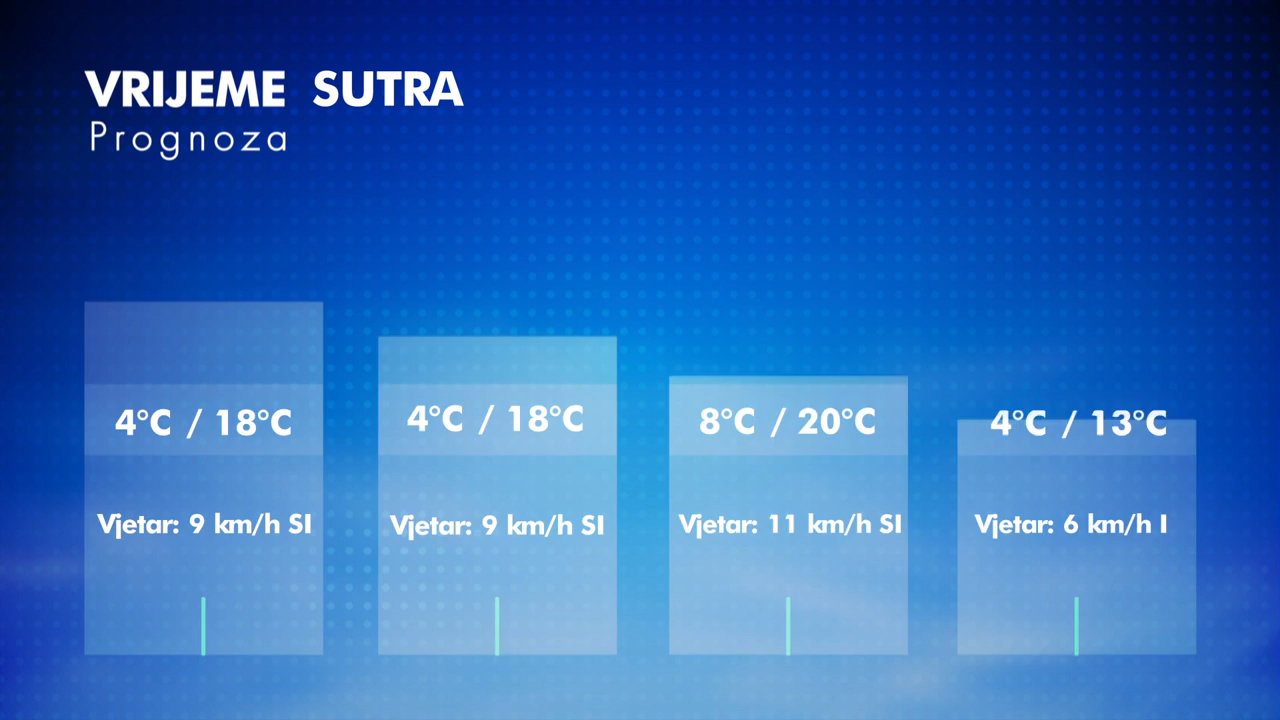 VRIJEME SUTRA
Prognoza
4°C / 18°C
4°C / 18°C
8°C / 20°C
4°C / 13°C
Vjetar: 9 km/h SI
Vjetar: 9 km/h SI
Vjetar: 11 km/h SI
Vjetar: 6 km/h I